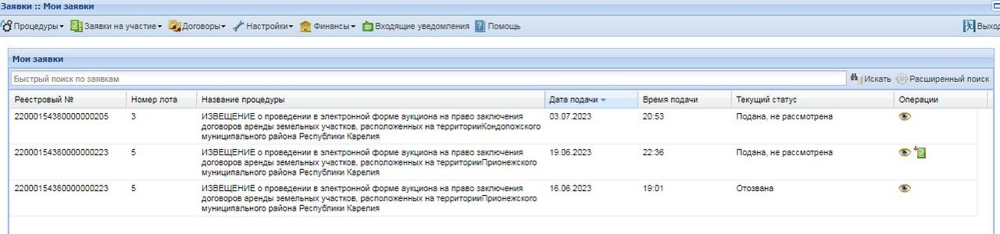 Заявки :: Мои заявки
Процедуры Заявки на участие Договоры Настройки Финансы Входящие уведомления Помощь Выход
Мои заявки
Быстрый поиск по заявкам Искать Расширенный поиск
Реестровый № Номер лота Название процедуры Дата подачи Время подачи Текущий статус Операции
22000154380000000205 3 ИЗВЕЩЕНИЕ о проведении в электронной форме аукциона на право заключения 03.07.2023 20:53 Подана, не рассмотрена
договоров аренды земельных участков, расположенных на территорииКондопожского
муниципального района Республики Карелия
22000154380000000223 5 ИЗВЕЩЕНИЕ о проведении в электронной форме аукциона на право заключения 19.06.2023 22:36 Подана, не рассмотрена
договоров аренды земельных участков, расположенных на территорииПрионежского
муниципального района Республики Карелия
22000154380000000223 5 ИЗВЕЩЕНИЕ о проведении в электронной форме аукциона на право заключения 16.06.2023 19:01 Отозвана
договоров аренды земельных участков, расположенных на территорииПрионежского
муниципального района Республики Карелия